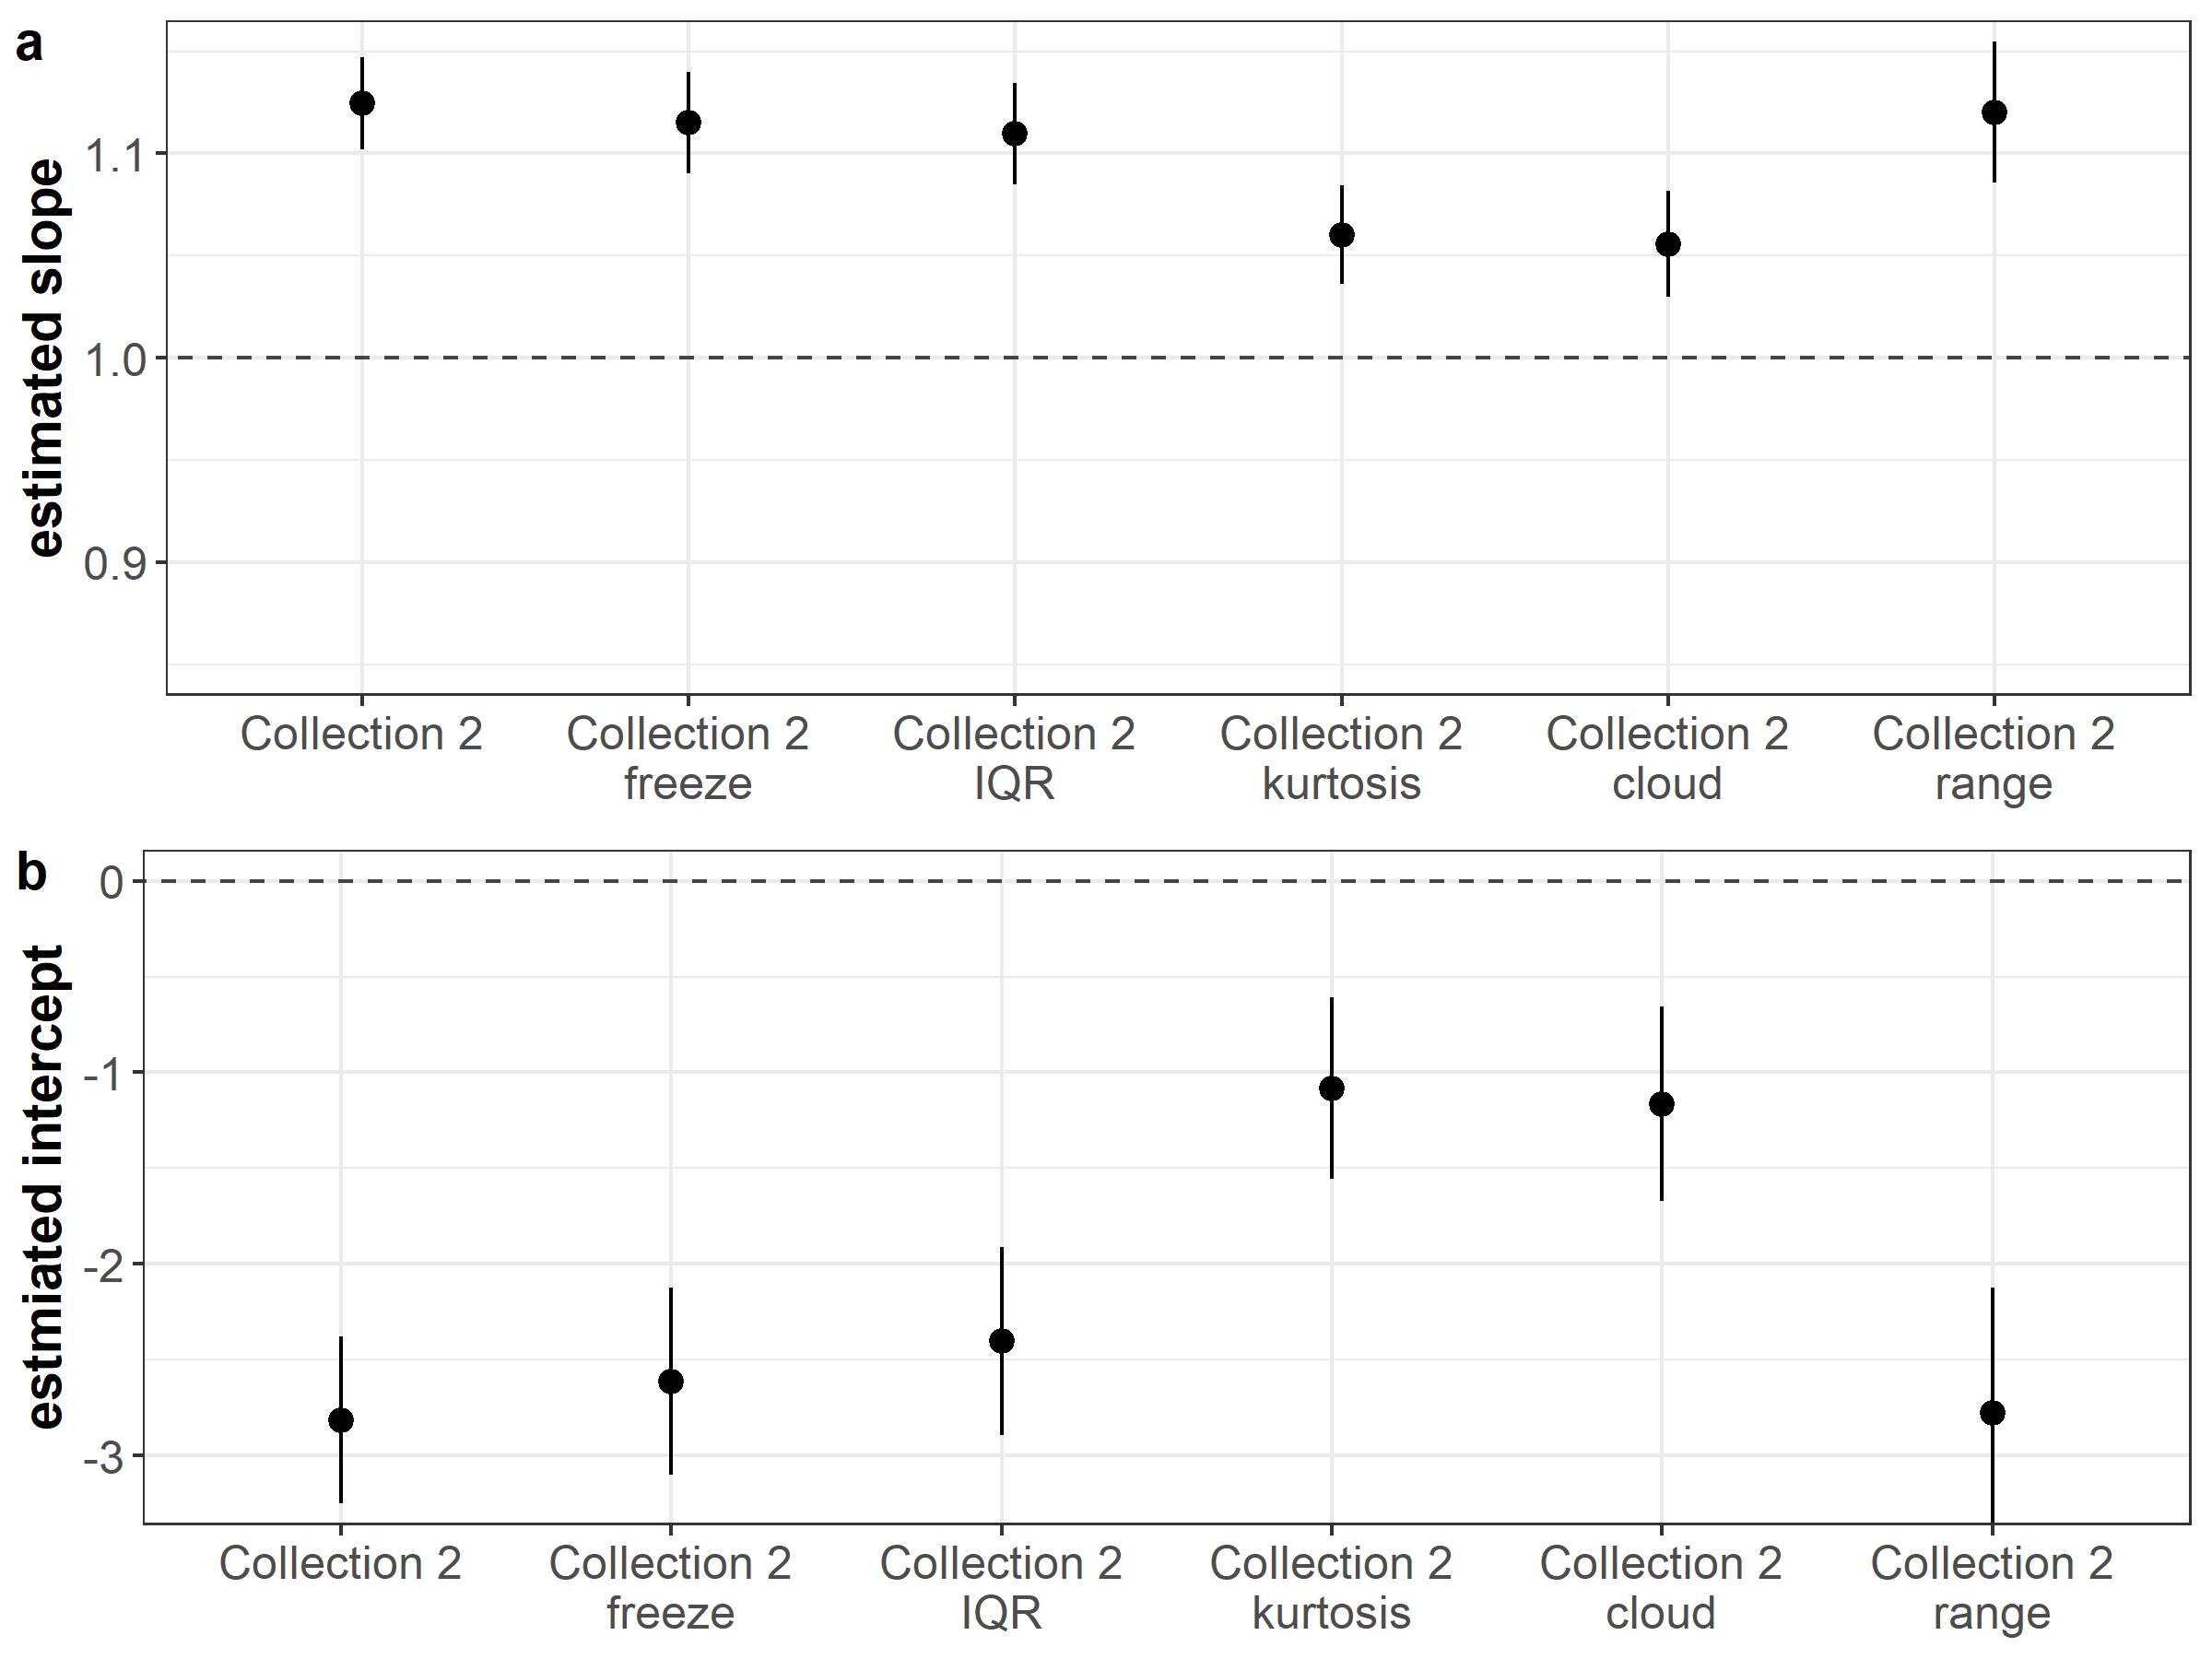 a
estimated slope
1.1
1.0
0.9
Collection 2
Collection 2
freeze
Collection 2
IQR
Collection 2
kurtosis
Collection 2
cloud
Collection 2
range
b
estmiated intercept
0
-1
-2
-3
Collection 2
Collection 2
freeze
Collection 2
IQR
Collection 2
kurtosis
Collection 2
cloud
Collection 2
range